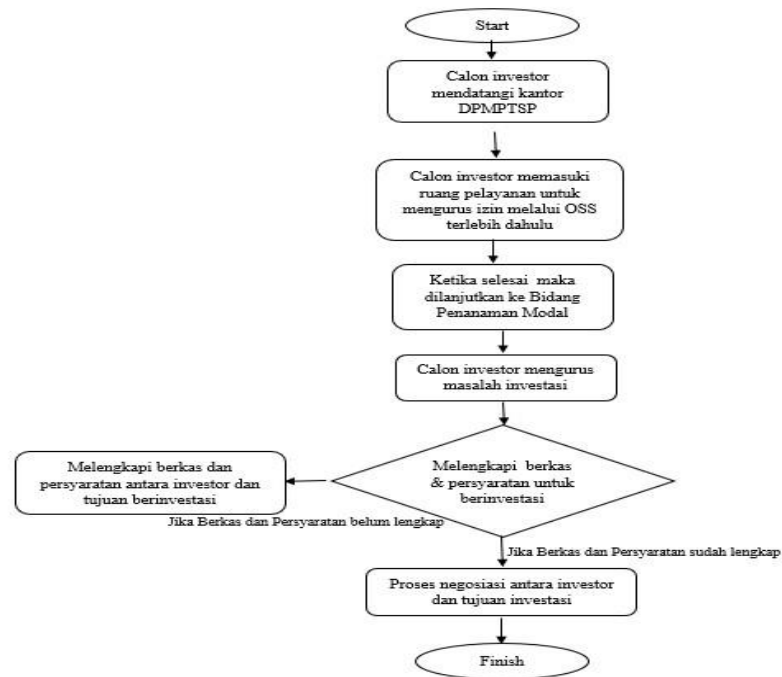 Start
Calon investor
mendatangi kantor
DPMPTSP
Calon investor memasuki
ruang pelayanan untuk
mengurus izin melalui OSS
terlebih dahulu
Ketika selesai maka
dilanjutkan ke Bidang
Penanaman Modal
Calon investor mengurus
masalah investasi
Melengkapi berkas
& persyaratan untuk
berinvestasi
Melengkapi berkas dan
persyaratan antara investor dan
tujuan berinvestasi
Jika Berkas dan Persyaratan belum lengkap
Jika Berkas dan Persyaratan sudah lengkap
Proses negosiasi antara investor
dan tujuan investasi
Finish